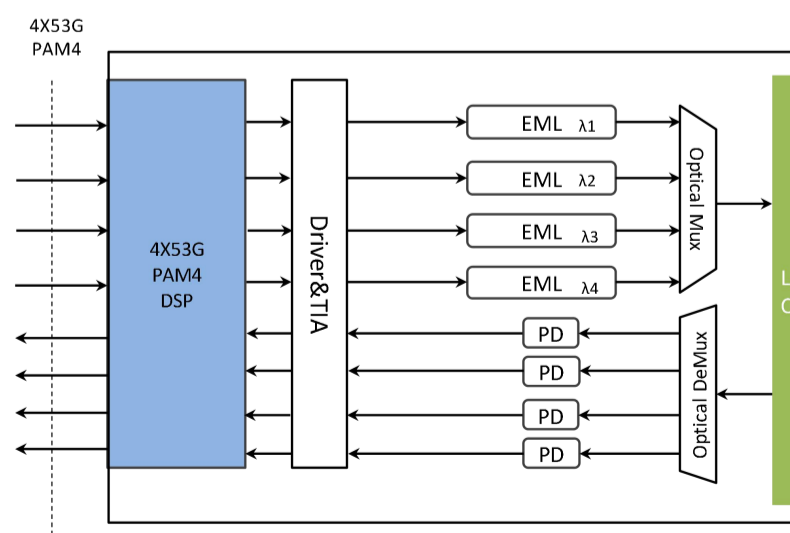 4X53G
PAM4
4X53G
PAM4
DSP
Driver&TIA
EML λ1
EML λ2
EML λ3
EML λ4
Optical Mux
PD
PD
PD
PD
Optical DeMux